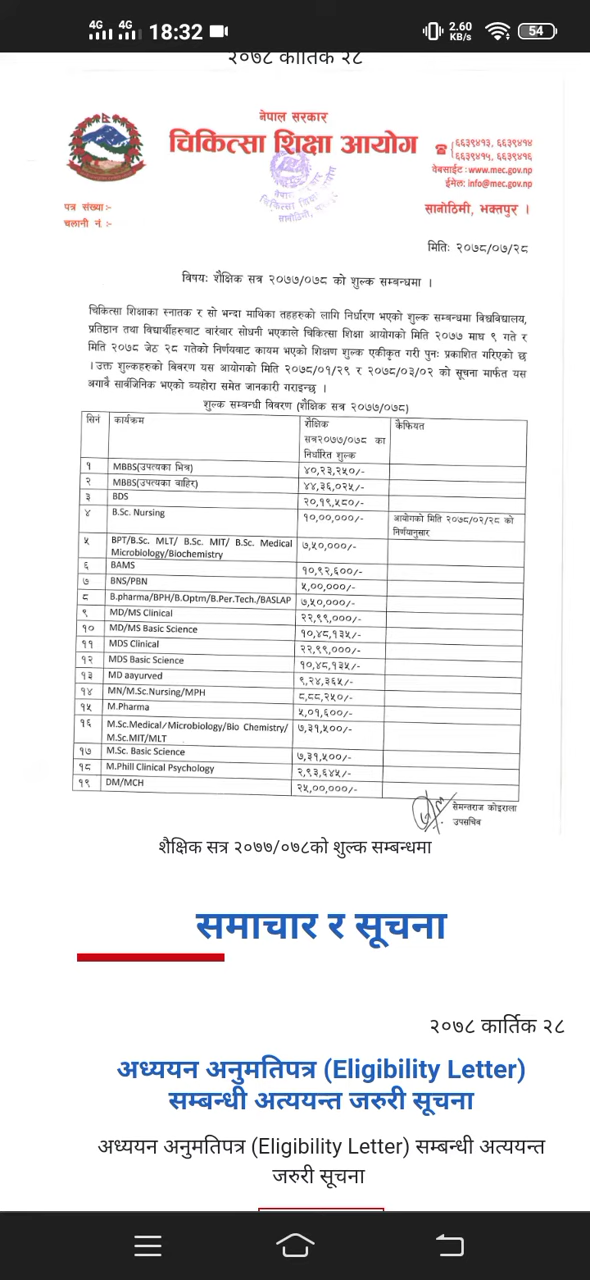 4G 4G 18:32 2.60 KB/s 54
२०७८ कार्तिक २८
नेपाल सरकार
चिकित्सा शिक्षा आयोग
६६३९४१३, ६६३९४१४
६६३९४१५, ६६३९४१६
वेबसाईट : www.mec.gov.np
ईमेल: info@mec.gov.np
पत्र संख्या :-
चलानी नं :-
सानोठिमी, भक्तपुर ।
मिति: २०७८/०७/२८
विषय: शैक्षिक सत्र २०७७/०७८ को शुल्क सम्बन्धमा ।
चिकित्सा शिक्षाका स्नातक र सो भन्दा माथिका तहहरुको लागि निर्धारण भएको शुल्क सम्बन्धमा विश्वविद्यालय,
प्रतिष्ठान तथा विद्यार्थीहरुबाट बारंबार सोधनी भएकाले चिकित्सा शिक्षा आयोगको मिति २०७७ माघ ९ गते र
मिति २०७८ जेठ २८ गतेको निर्णयबाट कायम भएको शिक्षण शुल्क एकीकृत गरी पुनः प्रकाशित गरिएको छ
। उक्त शुल्कहरुको विवरण यस आयोगको मिति २०७८/०१/२९ र २०७८/०३/०२ को सूचना मार्फत यस
अगावै सार्वजिनिक भएको व्यहोरा समेत जानकारी गराइन्छ ।
शुल्क सम्बन्धी विवरण (शैक्षिक सत्र २०७७/०७८)
सिनं कार्यक्रम शैक्षिक सत्र२०७७/०७८ का निर्धारित शुल्क कैफियत
१ MBBS(उपत्यका भित्र) ४०,२३,२५०/-
२ MBBS(उपत्यका बाहिर) ४४,३६,०२५/-
३ BDS २०,१९,५८०/-
४ B.Sc. Nursing १०,००,०००/- आयोगको मिति २०७८/०२/२८ को निर्णयानुसार
५ BPT/B.Sc. MLT/ B.Sc. MIT/ B.Sc. Medical Microbiology/Biochemistry ७,५०,०००/-
६ BAMS १०,९२,६००/-
७ BNS/PBN ५,००,०००/-
८ B.pharma/BPH/B.Optm/B.Per.Tech./BASLAP ७,५०,०००/-
९ MD/MS Clinical २२,९९,०००/-
१० MD/MS Basic Science १०,४८,१३५/-
११ MDS Clinical २२,९९,०००/-
१२ MDS Basic Science १०,४८,१३५/-
१३ MD aayurved ९,२४,३६५/-
१४ MN/M.Sc.Nursing/MPH ८,८८,२५०/-
१५ M.Pharma ५,०१,६००/-
१६ M.Sc.Medical/Microbiology/Bio Chemistry/ M.Sc.MIT/MLT ७,३१,५००/-
१७ M.Sc. Basic Science ७,३१,५००/-
१८ M.Phill Clinical Psychology २,९३,६४५/-
१९ DM/MCH २५,००,०००/-
सेमन्तराज कोइराला
उपसचिव
शैक्षिक सत्र २०७७/०७८को शुल्क सम्बन्धमा
समाचार र सूचना
२०७८ कार्तिक २८
अध्ययन अनुमतिपत्र (Eligibility Letter)
सम्बन्धी अत्ययन्त जरुरी सूचना
अध्ययन अनुमतिपत्र (Eligibility Letter) सम्बन्धी अत्ययन्त
जरुरी सूचना